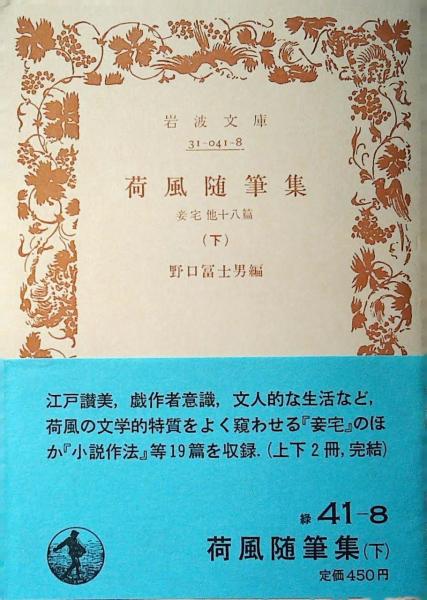 岩波文庫
31-041-8
荷風随筆集
妾宅 他十八篇
(下)
野口冨士男編
江戸讃美，戯作者意識，文人的な生活など，
荷風の文学的特質をよく窺わせる『妾宅』のほ
か『小説作法』等19篇を収録．(上下2冊，完結)
緑 41-8
荷風随筆集(下)
定価450円